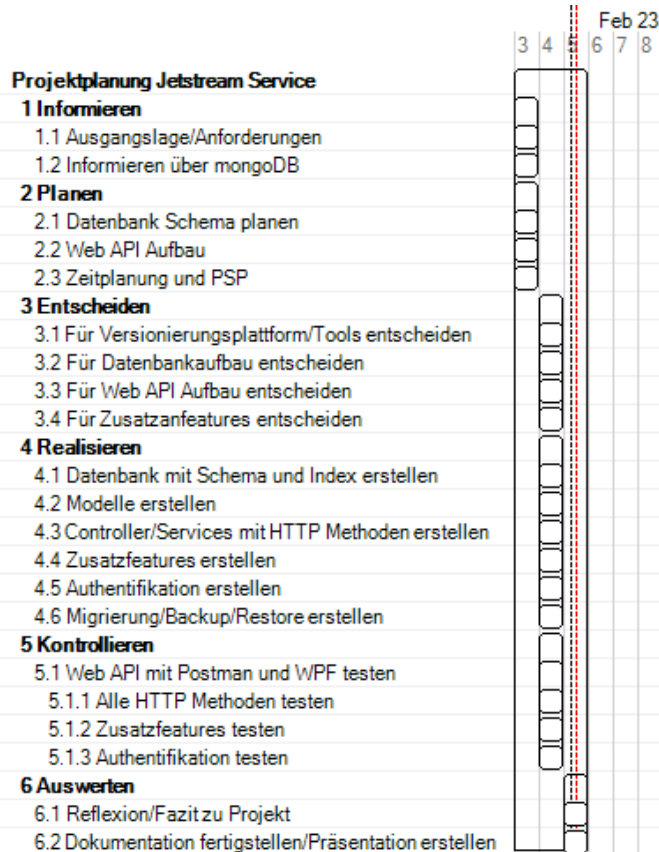 Feb 23
3 4 5 6 7 8
Projektplanung Jetstream Service
1 Informieren
1.1 Ausgangslage/Anforderungen
1.2 Informieren über mongoDB
2 Planen
2.1 Datenbank Schema planen
2.2 Web API Aufbau
2.3 Zeitplanung und PSP
3 Entscheiden
3.1 Für Versionierungsplattform/Tools entscheiden
3.2 Für Datenbankaufbau entscheiden
3.3 Für Web API Aufbau entscheiden
3.4 Für Zusatzanfeatures entscheiden
4 Realisieren
4.1 Datenbank mit Schema und Index erstellen
4.2 Modelle erstellen
4.3 Controller/Services mit HTTP Methoden erstellen
4.4 Zusatzfeatures erstellen
4.5 Authentifikation erstellen
4.6 Migrierung/Backup/Restore erstellen
5 Kontrollieren
5.1 Web API mit Postman und WPF testen
5.1.1 Alle HTTP Methoden testen
5.1.2 Zusatzfeatures testen
5.1.3 Authentifikation testen
6 Auswerten
6.1 Reflexion/Fazit zu Projekt
6.2 Dokumentation fertigstellen/Präsentation erstellen